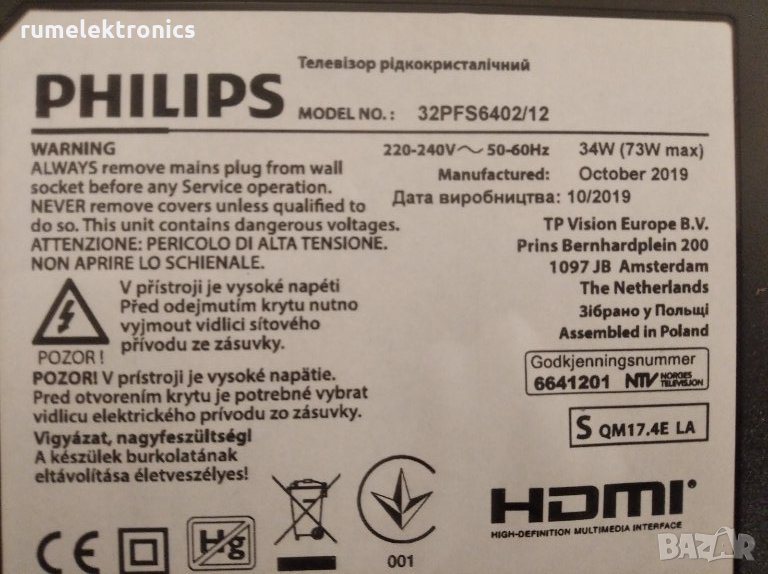 rumelektronics
Телевізор рідкокристалічний
PHILIPS
MODEL NO.: 32PFS6402/12
WARNING
ALWAYS remove mains plug from wall
socket before any Service operation.
NEVER remove covers unless qualified to
do so. This unit contains dangerous voltages.
ATTENZIONE: PERICOLO DI ALTA TENSIONE.
NON APRIRE LO SCHIENALE.
220-240V~ 50-60Hz 34W (73W max)
Manufactured: October 2019
Дата виробництва: 10/2019
TP Vision Europe B.V.
Prins Bernhardplein 200
1097 JB Amsterdam
The Netherlands
Зібрано у Польщі
Assembled in Poland
V přístroji je vysoké napětí
Před odejmutím krytu nutno
vyjmout vidlici síťového
přívodu ze zásuvky.
POZOR!
POZOR! V prístroji je vysoké napätie.
Pred otvorením krytu je potrebné vybrat
vidlicu elektrického prívodu zo zásuvky.
Vigyázat, nagyfeszültség!
A készülek burkolatának
eltávolítása életveszélyes!
Godkjenningsnummer
6641201 NTV NORGES TELEVISJON
S QM17.4E LA
CE
Hg
001
HDMI
HIGH-DEFINITION MULTIMEDIA INTERFACE
BAZAR